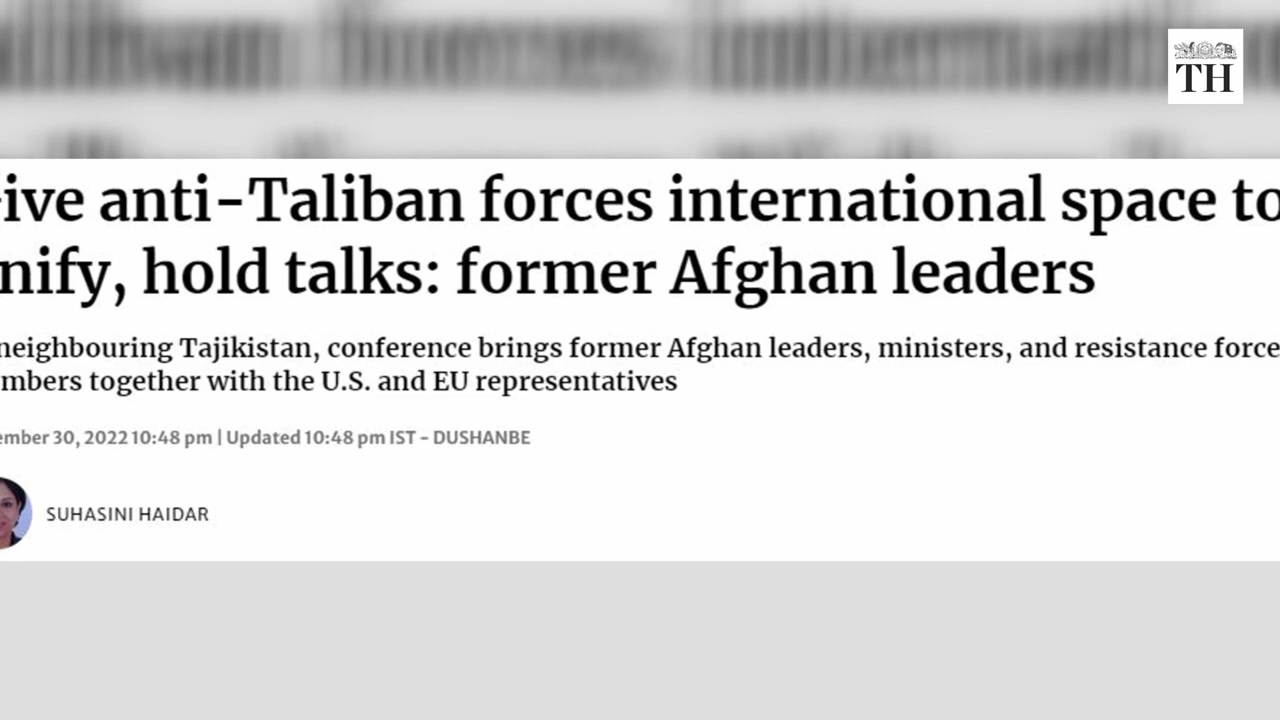 TH
ive anti-Taliban forces international space to
nify, hold talks: former Afghan leaders
neighbouring Tajikistan, conference brings former Afghan leaders, ministers, and resistance force
mbers together with the U.S. and EU representatives
ember 30, 2022 10:48 pm | Updated 10:48 pm IST - DUSHANBE
SUHASINI HAIDAR